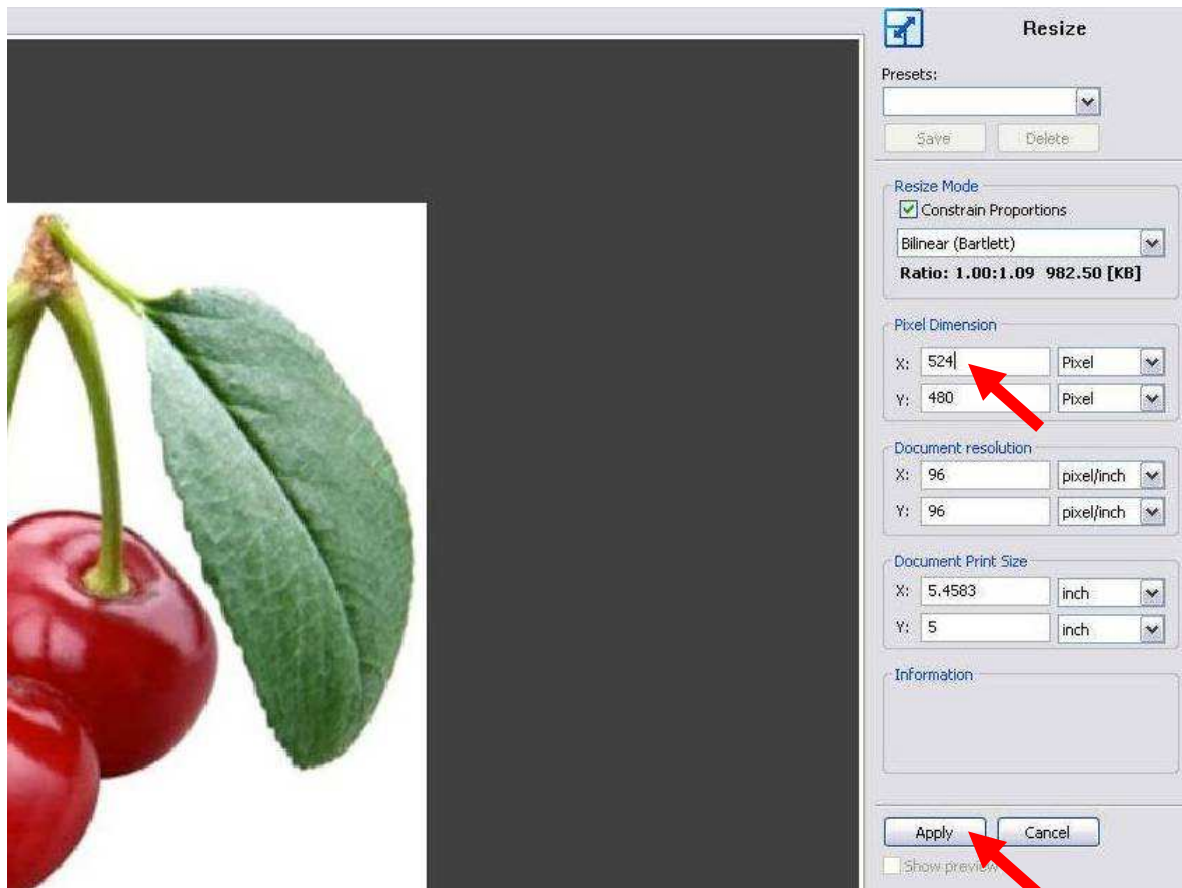 Resize
Presets:
Save Delete
Resize Mode
Constrain Proportions
Bilinear (Bartlett)
Ratio: 1.00:1.09 982.50 [KB]
Pixel Dimension
X: 524 Pixel
Y: 480 Pixel
Document resolution
X: 96 pixel/inch
Y: 96 pixel/inch
Document Print Size
X: 5.4583 inch
Y: 5 inch
Information
Apply Cancel
Show preview